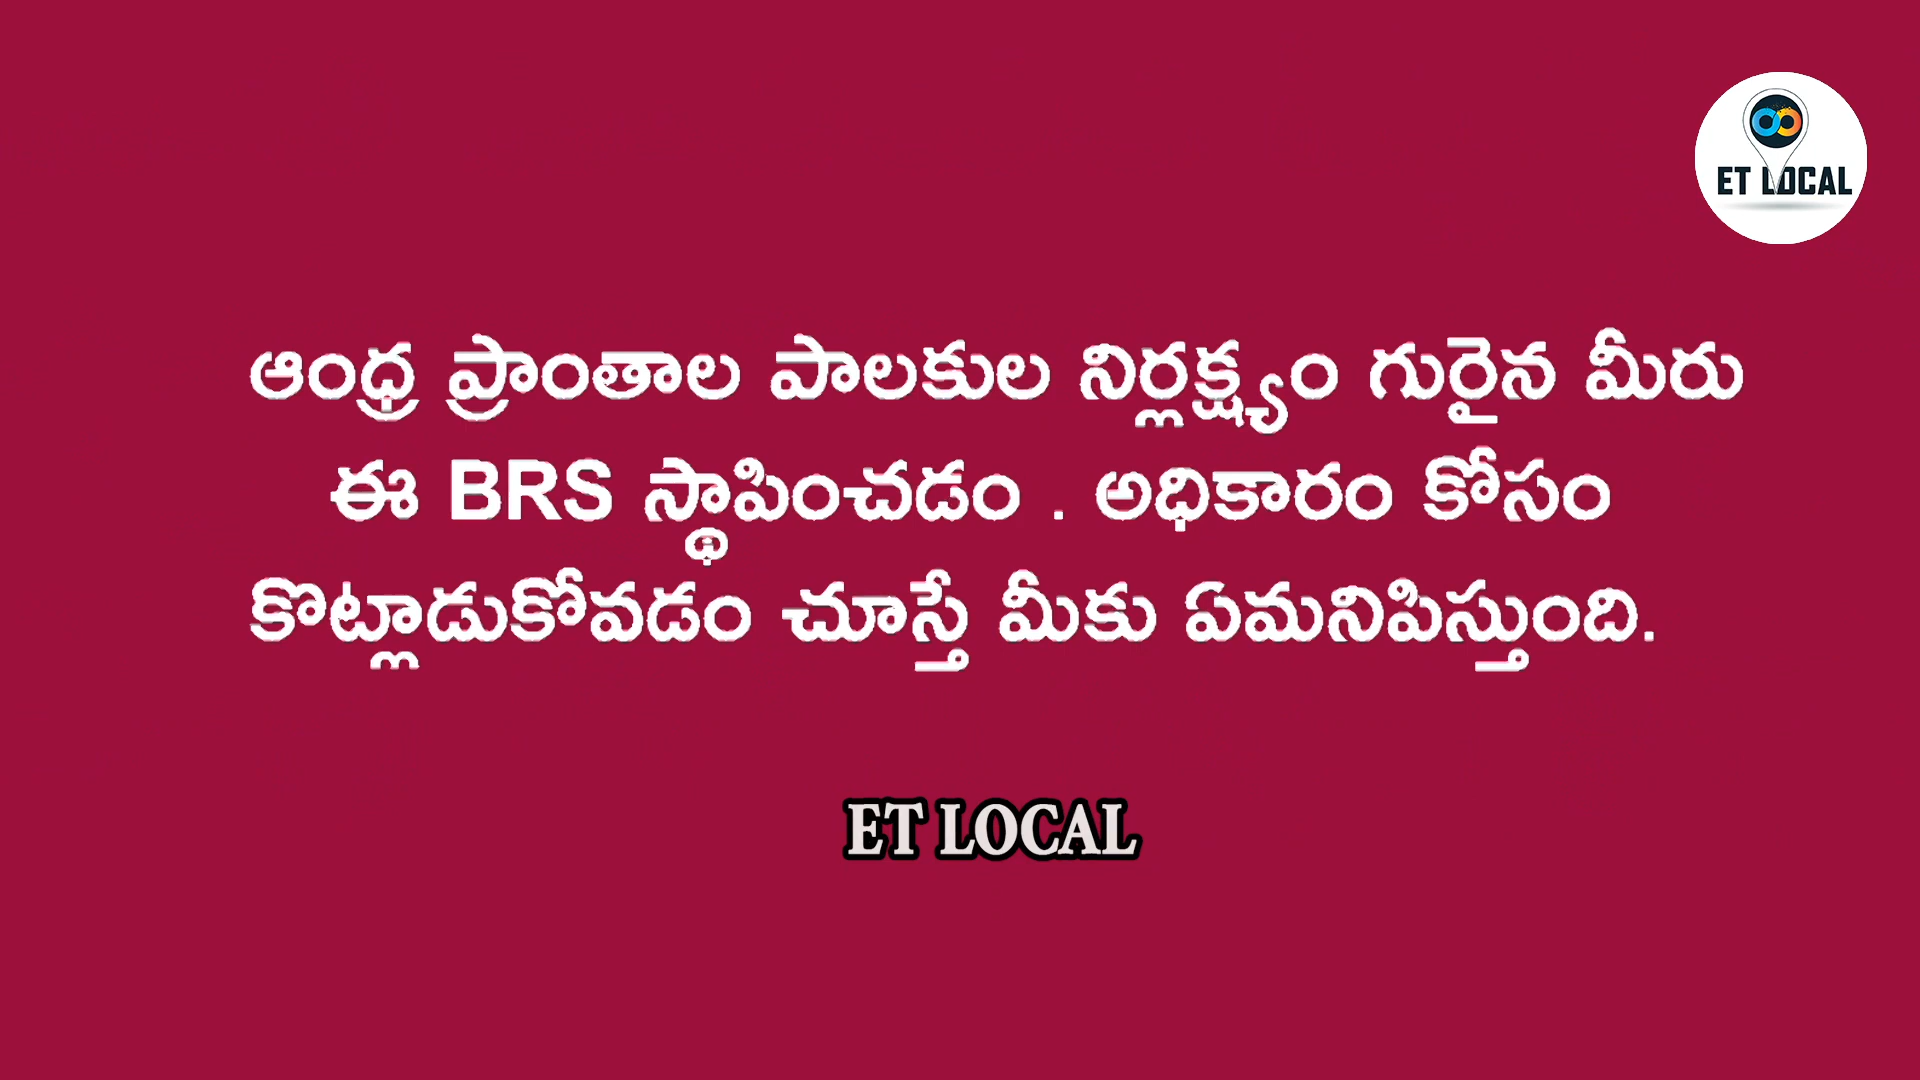 ET LOCAL
ఆంధ్ర ప్రాంతాల పాలకుల నిర్లక్ష్యం గురైన మీరు
ఈ BRS స్థాపించడం . అధికారం కోసం
కొట్లాడుకోవడం చూస్తే మీకు ఏమనిపిస్తుంది.
ET LOCAL